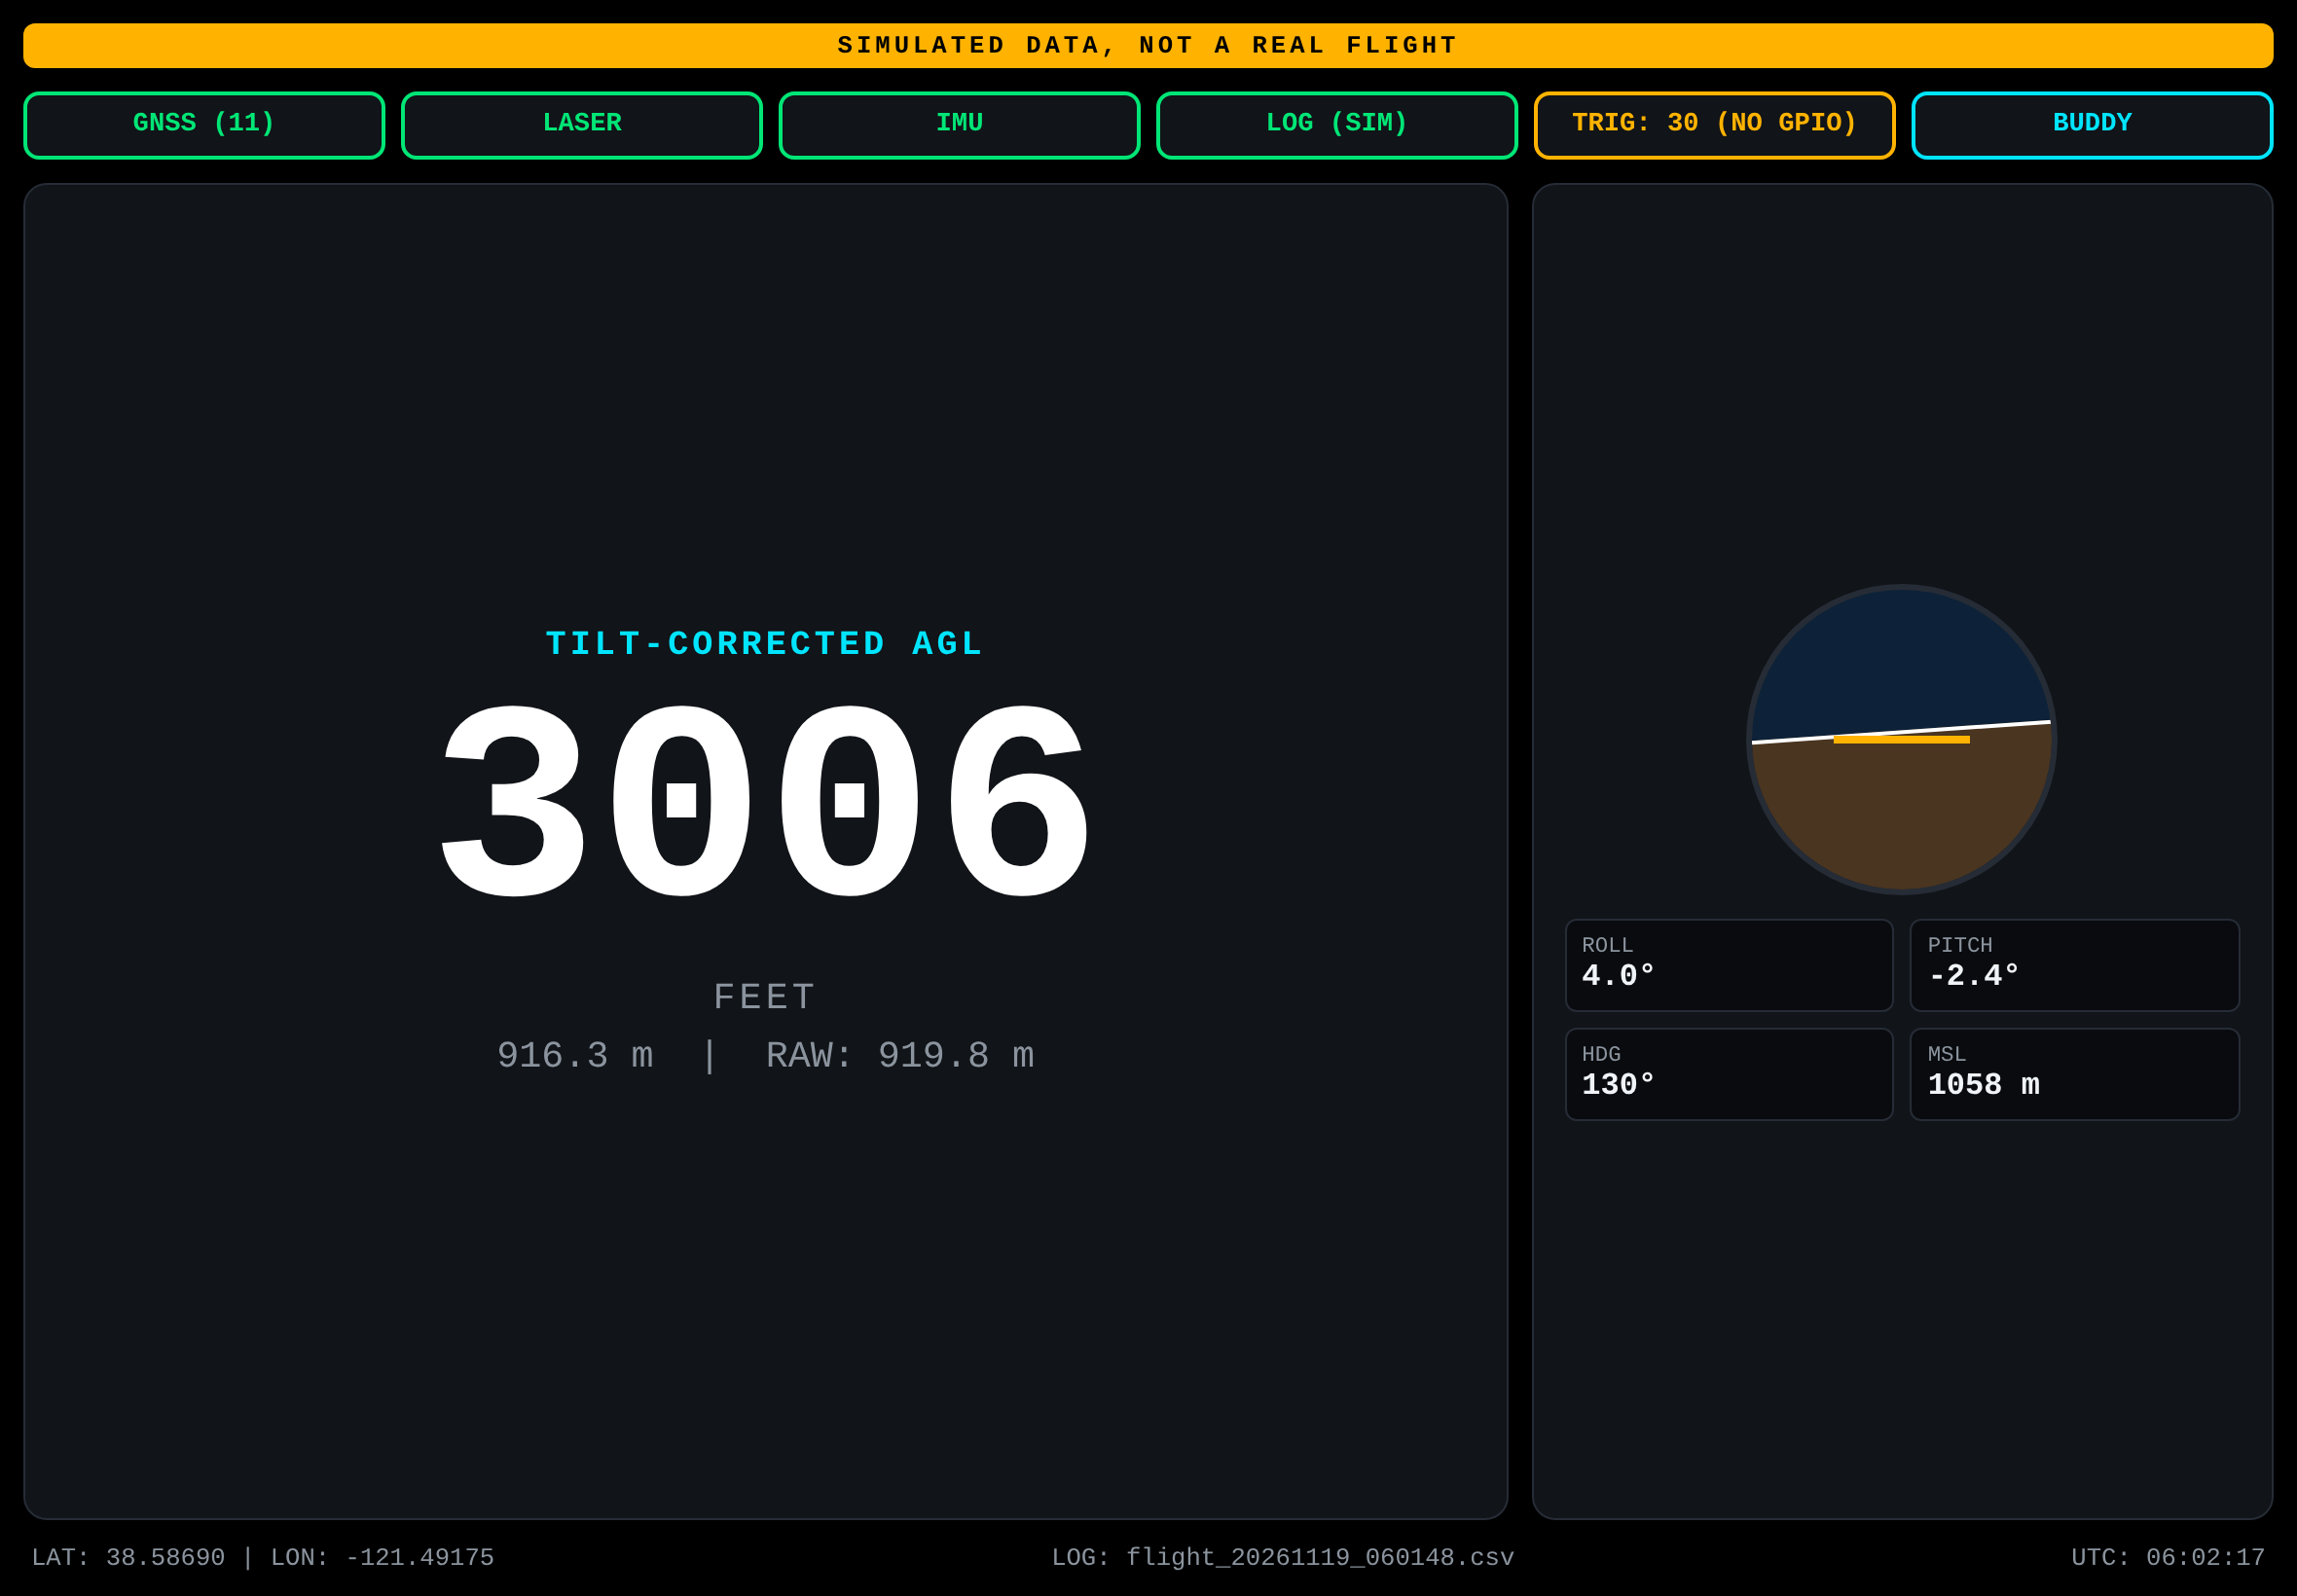 SIMULATED DATA, NOT A REAL FLIGHT
GNSS (11)
LASER
IMU
LOG (SIM)
TRIG: 30 (NO GPIO)
BUDDY
TILT-CORRECTED AGL
3006
FEET
916.3 m | RAW: 919.8 m
ROLL
4.0°
PITCH
-2.4°
HDG
130°
MSL
1058 m
LAT: 38.58690 | LON: -121.49175
LOG: flight_20261119_060148.csv
UTC: 06:02:17